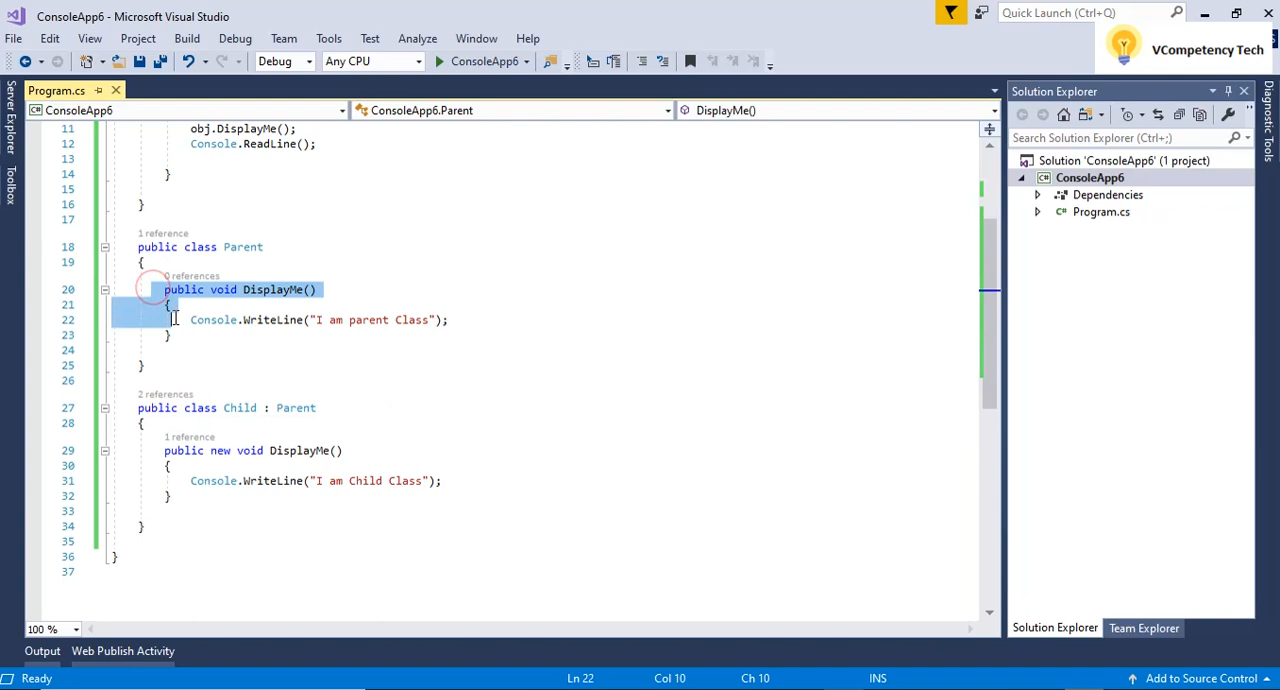 ConsoleApp6 - Microsoft Visual Studio
Quick Launch (Ctrl+Q)
File Edit View Project Build Debug Team Tools Test Analyze Window Help
VCompetency Tech
Debug Any CPU ConsoleApp6
Server Explorer
Toolbox
Program.cs
ConsoleApp6 ConsoleApp6.Parent DisplayMe()
11 obj.DisplayMe();
12 Console.ReadLine();
13
14 }
15
16 }
17
1 reference
18 public class Parent
19 {
0 references
20 public void DisplayMe()
21 {
22 Console.WriteLine("I am parent Class");
23 }
24
25 }
26
2 references
27 public class Child : Parent
28 {
1 reference
29 public new void DisplayMe()
30 {
31 Console.WriteLine("I am Child Class");
32 }
33
34 }
35
36 }
37
100 %
Solution Explorer
Search Solution Explorer (Ctrl+;)
Solution 'ConsoleApp6' (1 project)
C# ConsoleApp6
Dependencies
C# Program.cs
Solution Explorer Team Explorer
Diagnostic Tools
Output Web Publish Activity
Ready Ln 22 Col 10 Ch 10 INS Add to Source Control